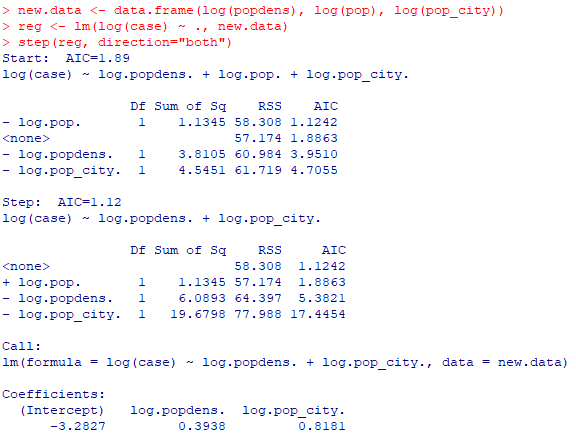 > new.data <- data.frame(log(popdens), log(pop), log(pop_city))
> reg <- lm(log(case) ~ ., new.data)
> step(reg, direction="both")
Start:  AIC=1.89
log(case) ~ log.popdens. + log.pop. + log.pop_city.

                Df Sum of Sq    RSS    AIC
- log.pop.       1    1.1345 58.308 1.1242
<none>                       57.174 1.8863
- log.popdens.   1    3.8105 60.984 3.9510
- log.pop_city.  1    4.5451 61.719 4.7055

Step:  AIC=1.12
log(case) ~ log.popdens. + log.pop_city.

                Df Sum of Sq    RSS     AIC
<none>                       58.308  1.1242
+ log.pop.       1    1.1345 57.174  1.8863
- log.popdens.   1    6.0893 64.397  5.3821
- log.pop_city.  1   19.6798 77.988 17.4454

Call:
lm(formula = log(case) ~ log.popdens. + log.pop_city., data = new.data)

Coefficients:
  (Intercept)   log.popdens.  log.pop_city.
      -3.2827         0.3938         0.8181